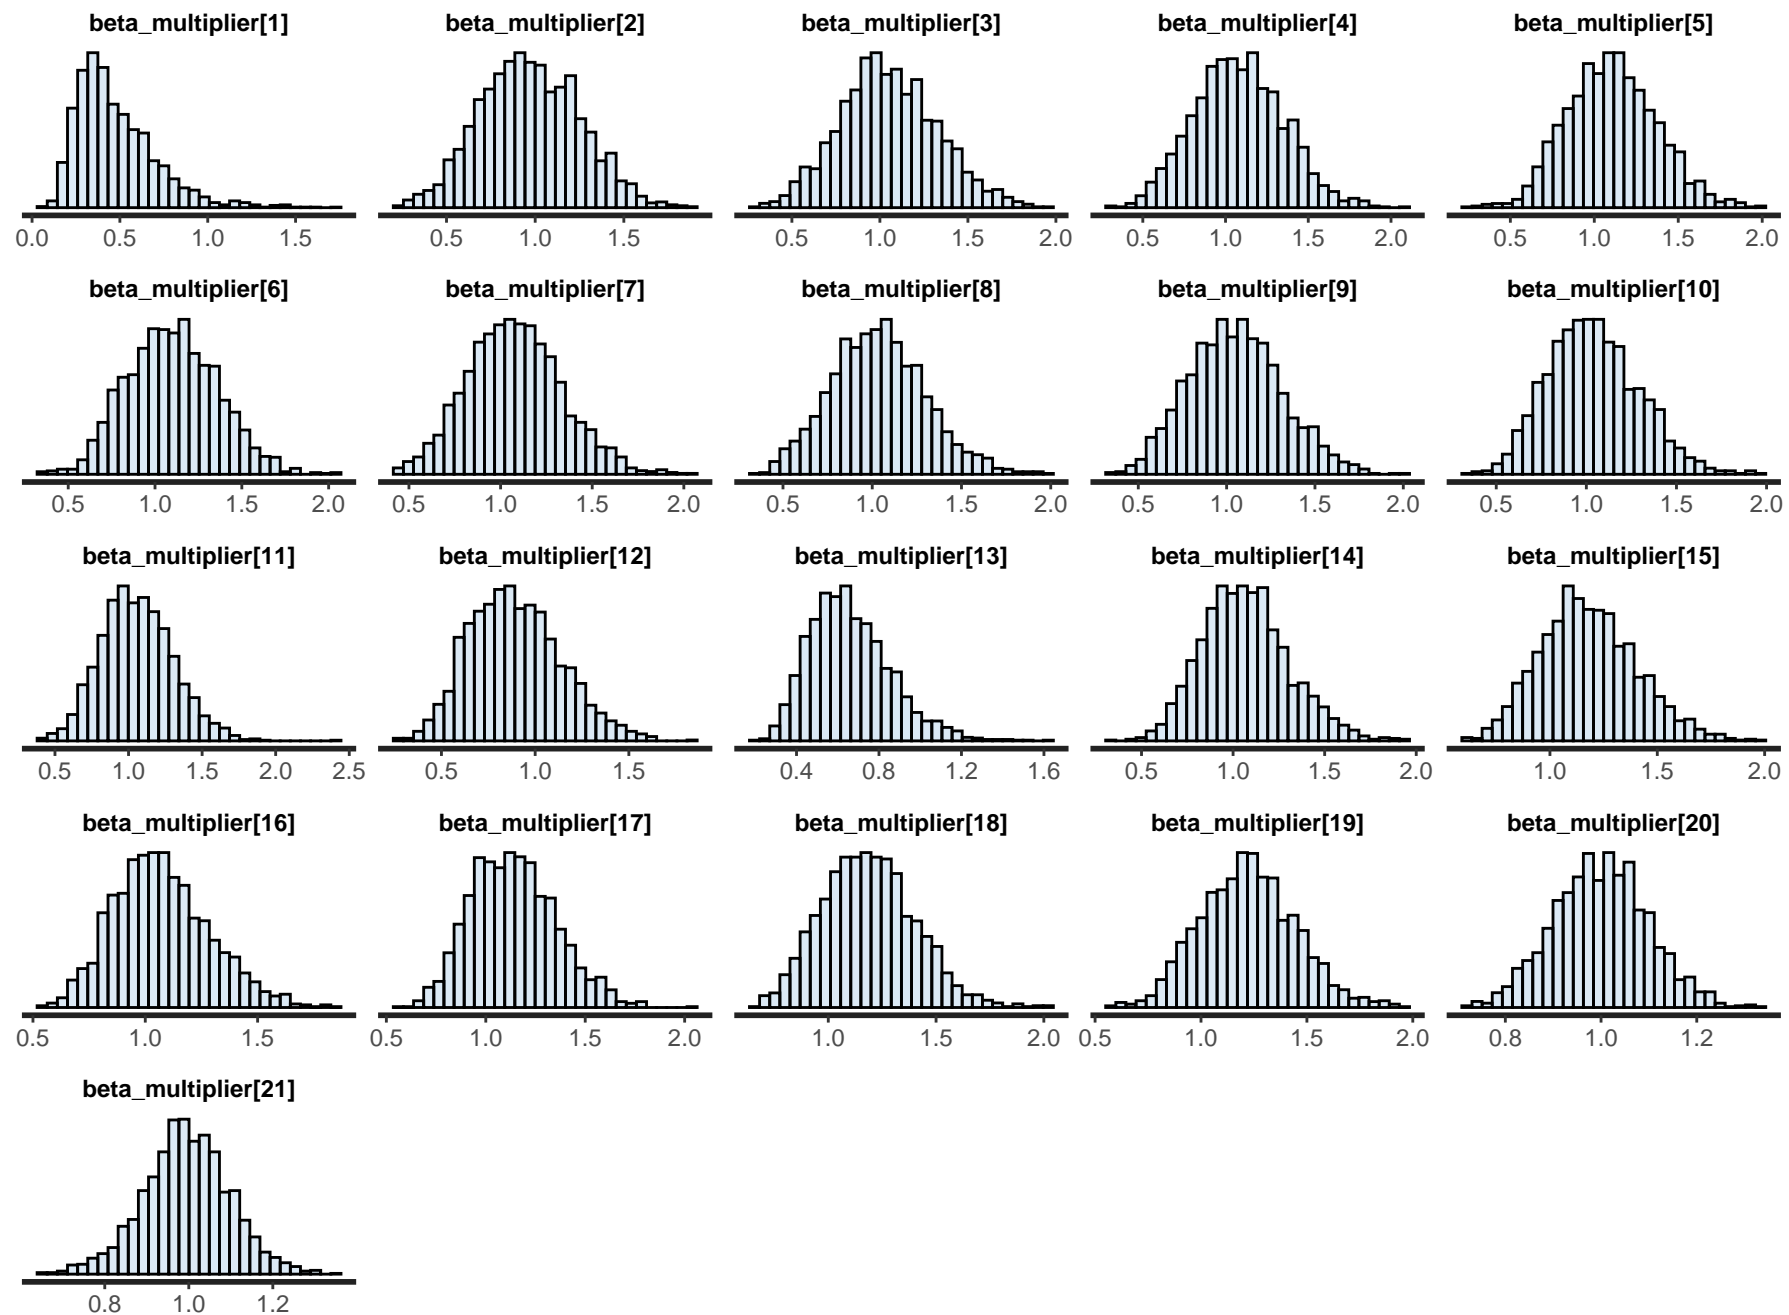 beta_multiplier[1] beta_multiplier[2] beta_multiplier[3] beta_multiplier[4] beta_multiplier[5]
0.0 0.5 1.0 1.5 0.5 1.0 1.5 0.5 1.0 1.5 2.0 0.5 1.0 1.5 2.0 0.5 1.0 1.5 2.0
beta_multiplier[6] beta_multiplier[7] beta_multiplier[8] beta_multiplier[9] beta_multiplier[10]
0.5 1.0 1.5 2.0 0.5 1.0 1.5 2.0 0.5 1.0 1.5 2.0 0.5 1.0 1.5 2.0 0.5 1.0 1.5 2.0
beta_multiplier[11] beta_multiplier[12] beta_multiplier[13] beta_multiplier[14] beta_multiplier[15]
0.5 1.0 1.5 2.0 2.5 0.5 1.0 1.5 0.4 0.8 1.2 1.6 0.5 1.0 1.5 2.0 1.0 1.5 2.0
beta_multiplier[16] beta_multiplier[17] beta_multiplier[18] beta_multiplier[19] beta_multiplier[20]
0.5 1.0 1.5 0.5 1.0 1.5 2.0 1.0 1.5 2.0 0.5 1.0 1.5 2.0 0.8 1.0 1.2
beta_multiplier[21]
0.8 1.0 1.2